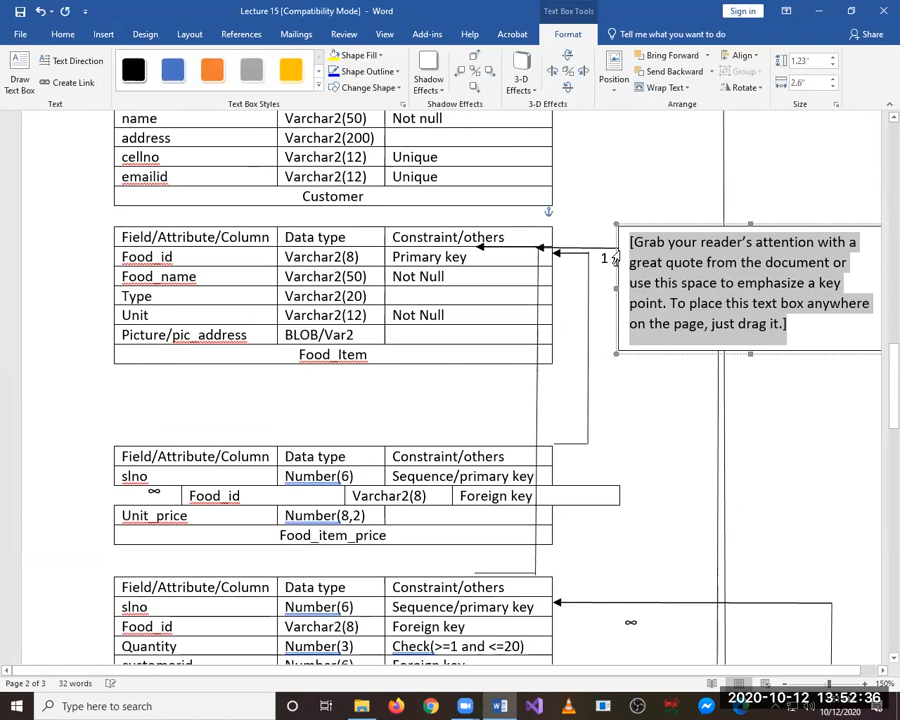 Lecture 15 [Compatibility Mode] - Word
Text Box Tools
Sign in
File Home Insert Design Layout References Mailings Review View Add-ins Help Acrobat Format Tell me what you want to do Share
Draw Text Box
Text Direction
Create Link
Text
Text Box Styles
Shape Fill
Shape Outline
Change Shape
Shadow Effects
Shadow Effects
3-D Effects
3-D Effects
Position
Bring Forward
Send Backward
Wrap Text
Align
Group
Rotate
Arrange
1.23"
2.6"
Size
name Varchar2(50) Not null
address Varchar2(200)
cellno Varchar2(12) Unique
emailid Varchar2(12) Unique
Customer
Field/Attribute/Column Data type Constraint/others
Food_id Varchar2(8) Primary key
Food_name Varchar2(50) Not Null
Type Varchar2(20)
Unit Varchar2(12) Not Null
Picture/pic_address BLOB/Var2
Food_Item
1
[Grab your reader's attention with a
great quote from the document or
use this space to emphasize a key
point. To place this text box anywhere
on the page, just drag it.]
Field/Attribute/Column Data type Constraint/others
slno Number(6) Sequence/primary key
∞ Food_id Varchar2(8) Foreign key
Unit_price Number(8,2)
Food_item_price
Field/Attribute/Column Data type Constraint/others
slno Number(6) Sequence/primary key
∞
Food_id Varchar2(8) Foreign key
Quantity Number(3) Check(>=1 and <=20)
customerid Number(6) Foreign key
Page 2 of 3 32 words
150%
Type here to search
2020-10-12 13:52:36
10/12/2020